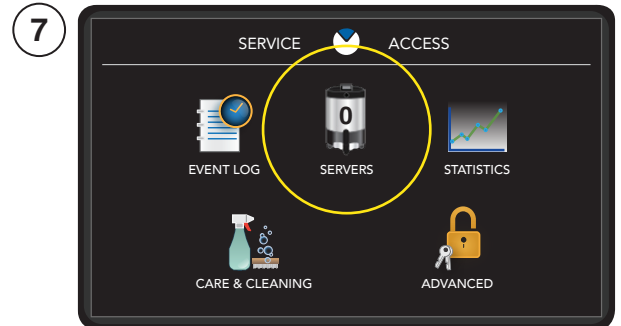 7
SERVICE ACCESS
0
EVENT LOG SERVERS STATISTICS
CARE & CLEANING ADVANCED